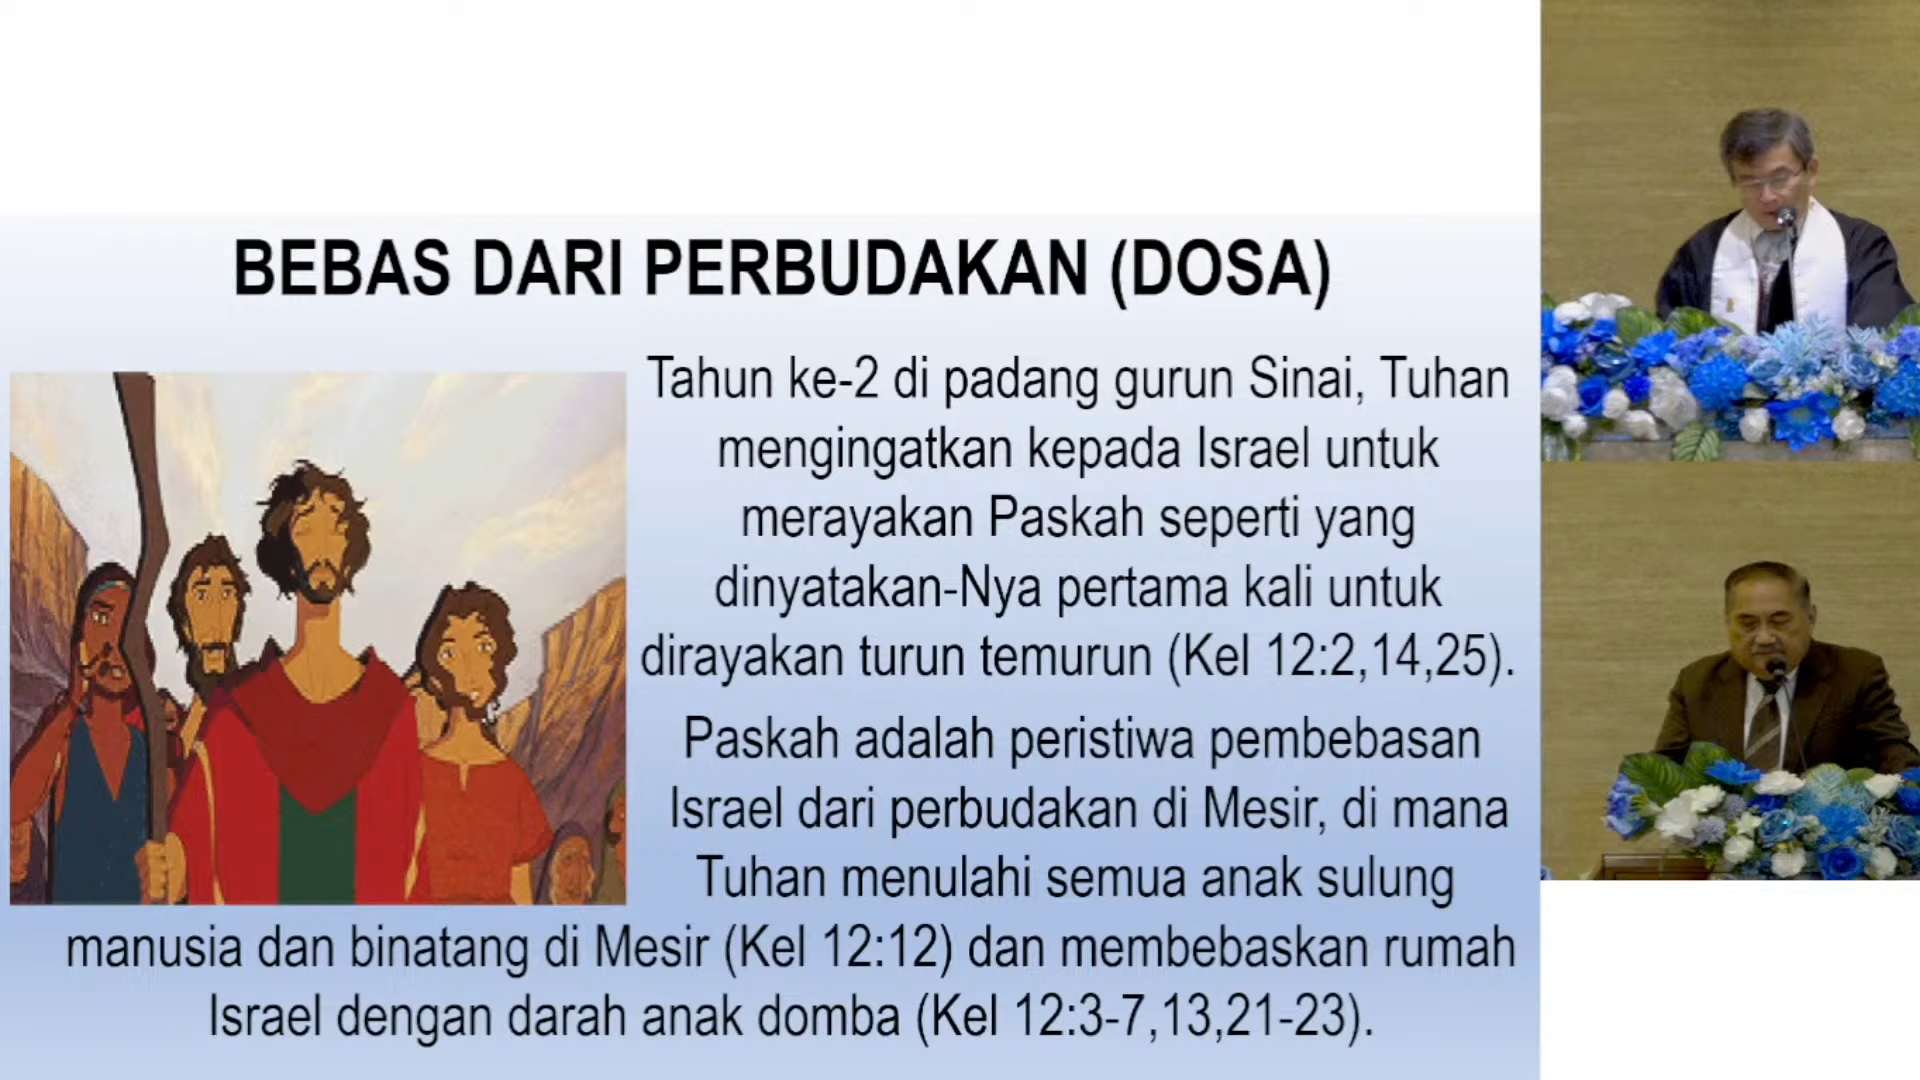 BEBAS DARI PERBUDAKAN (DOSA)
Tahun ke-2 di padang gurun Sinai, Tuhan
mengingatkan kepada Israel untuk
merayakan Paskah seperti yang
dinyatakan-Nya pertama kali untuk
dirayakan turun temurun (Kel 12:2,14,25).
Paskah adalah peristiwa pembebasan
Israel dari perbudakan di Mesir, di mana
Tuhan menulahi semua anak sulung
manusia dan binatang di Mesir (Kel 12:12) dan membebaskan rumah
Israel dengan darah anak domba (Kel 12:3-7,13,21-23).